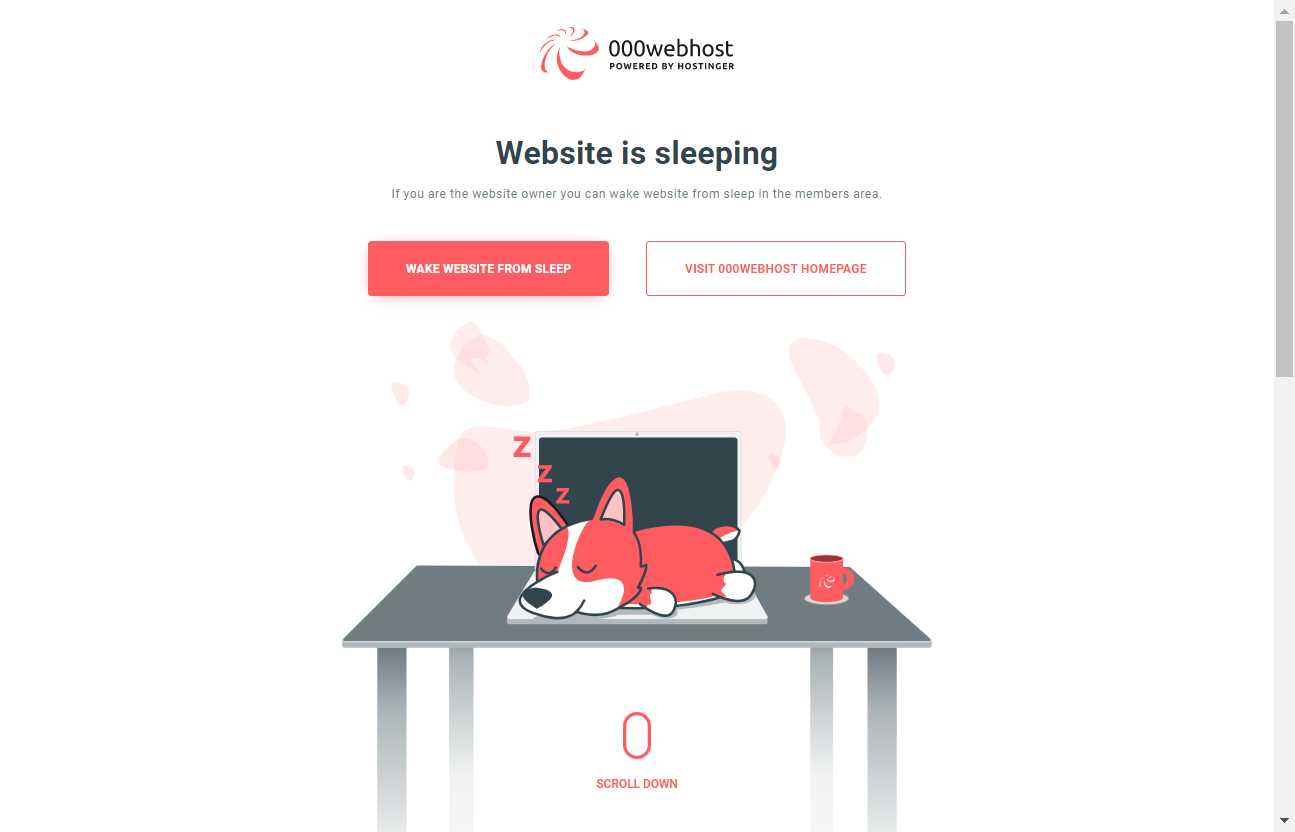 000webhost
POWERED BY HOSTINGER
Website is sleeping
If you are the website owner you can wake website from sleep in the members area.
WAKE WEBSITE FROM SLEEP
VISIT 000WEBHOST HOMEPAGE
Z
Z
Z
SCROLL DOWN